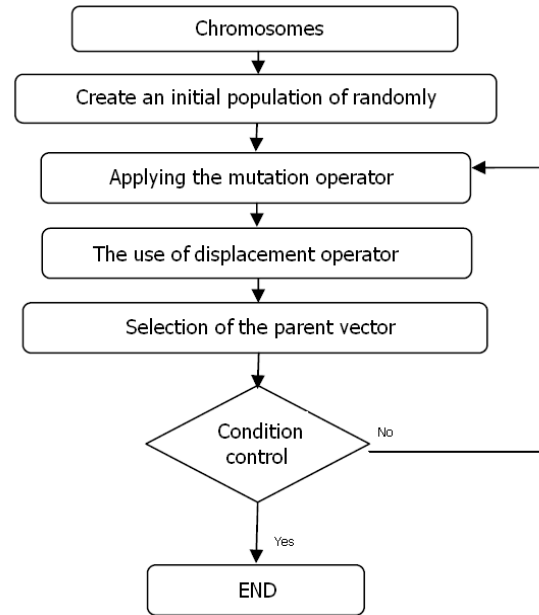 Chromosomes
Create an initial population of randomly
Applying the mutation operator
The use of displacement operator
Selection of the parent vector
Condition
control
No
Yes
END